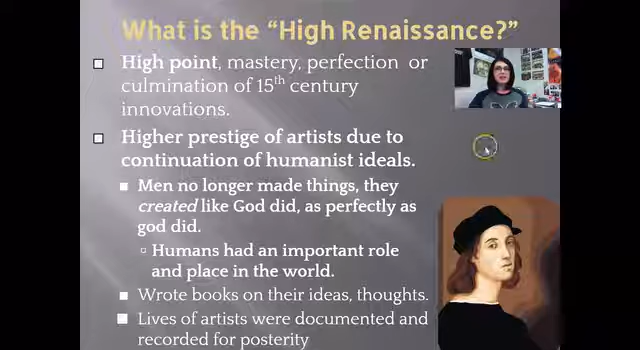 What is the “High Renaissance?”
High point, mastery, perfection or
culmination of 15th century
innovations.
Higher prestige of artists due to
continuation of humanist ideals.
Men no longer made things, they
created like God did, as perfectly as
god did.
Humans had an important role
and place in the world.
Wrote books on their ideas, thoughts.
Lives of artists were documented and
recorded for posterity